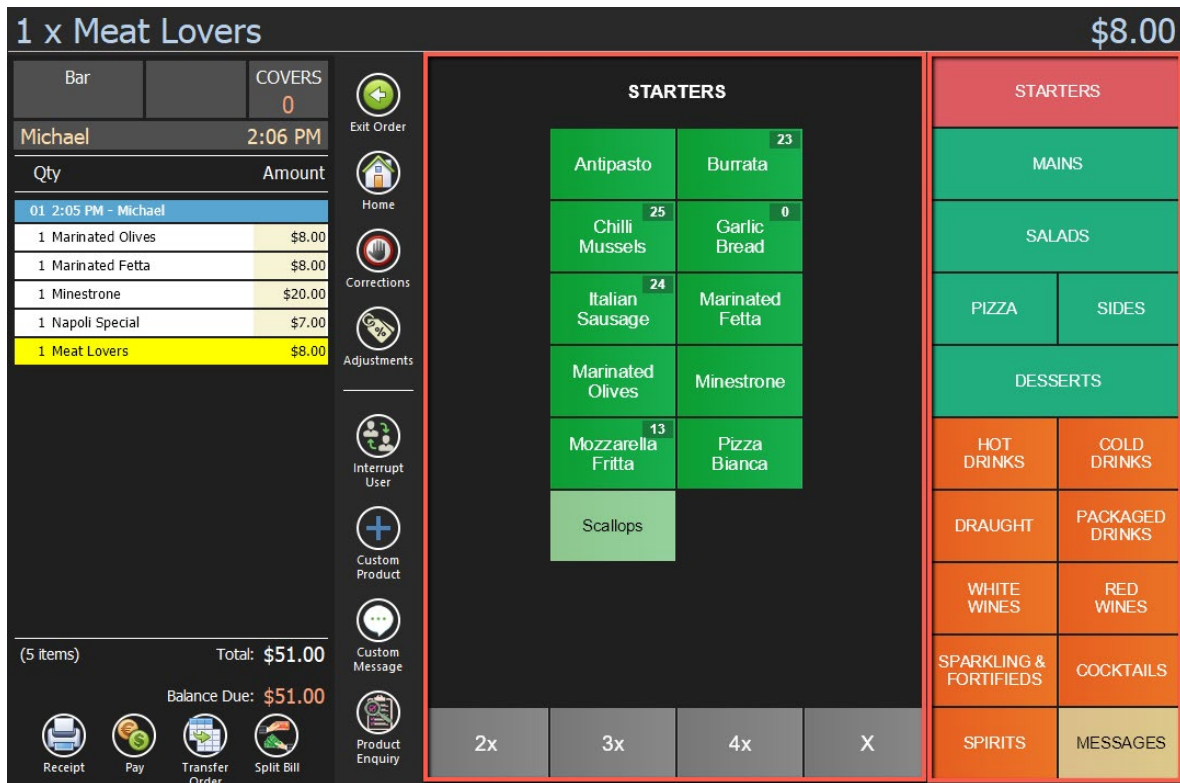 1 x Meat Lovers $8.00
Bar COVERS
0
Michael 2:06 PM
Qty Amount
01 2:05 PM - Michael
1 Marinated Olives $8.00
1 Marinated Fetta $8.00
1 Minestrone $20.00
1 Napoli Special $7.00
1 Meat Lovers $8.00
(5 items) Total: $51.00
Balance Due: $51.00
Receipt
Pay
Transfer
Order
Split Bill
Exit Order
Home
Corrections
%
Adjustments
Interrupt
User
Custom
Product
Custom
Message
Product
Enquiry
STARTERS
Antipasto
Burrata 23
Chilli
Mussels 25
Garlic
Bread 0
Italian
Sausage 24
Marinated
Fetta
Marinated
Olives
Minestrone
Mozzarella
Fritta 13
Pizza
Bianca
Scallops
2x
3x
4x
X
STARTERS
MAINS
SALADS
PIZZA
SIDES
DESSERTS
HOT
DRINKS
COLD
DRINKS
DRAUGHT
PACKAGED
DRINKS
WHITE
WINES
RED
WINES
SPARKLING &
FORTIFIEDS
COCKTAILS
SPIRITS
MESSAGES